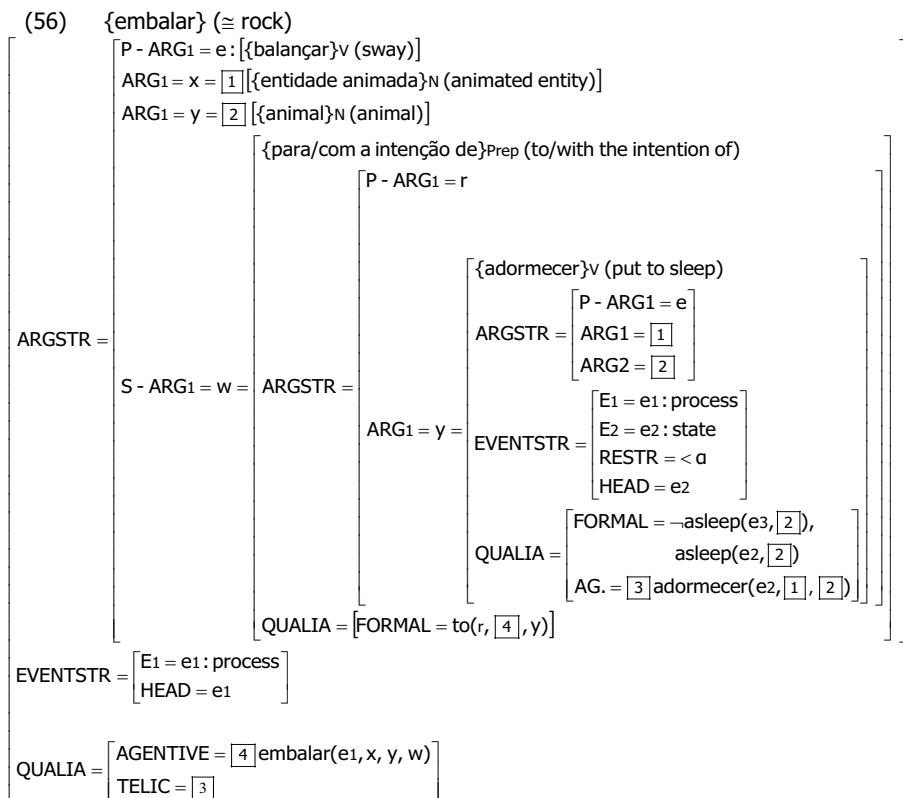 (56) {embalar} (≅ rock)
P - ARG1 = e : [{balançar}V (sway)]
ARG1 = x = 1 [{entidade animada}N (animated entity)]
ARG1 = y = 2 [{animal}N (animal)]
{para/com a intenção de}Prep (to/with the intention of)
P - ARG1 = r
{adormecer}V (put to sleep)
P - ARG1 = e
ARGSTR = ARG1 = 1
ARG2 = 2
ARGSTR =
S - ARG1 = w = ARGSTR =
E1 = e1 : process
ARG1 = y = E2 = e2 : state
EVENTSTR = RESTR = < α
HEAD = e2
FORMAL = ¬asleep(e3, 2),
QUALIA = asleep(e2, 2)
AG. = 3 adormecer(e2, 1, 2)
QUALIA = [FORMAL = to(r, 4, y)]
E1 = e1 : process
EVENTSTR = HEAD = e1
AGENTIVE = 4 embalar(e1, x, y, w)
QUALIA = TELIC = 3